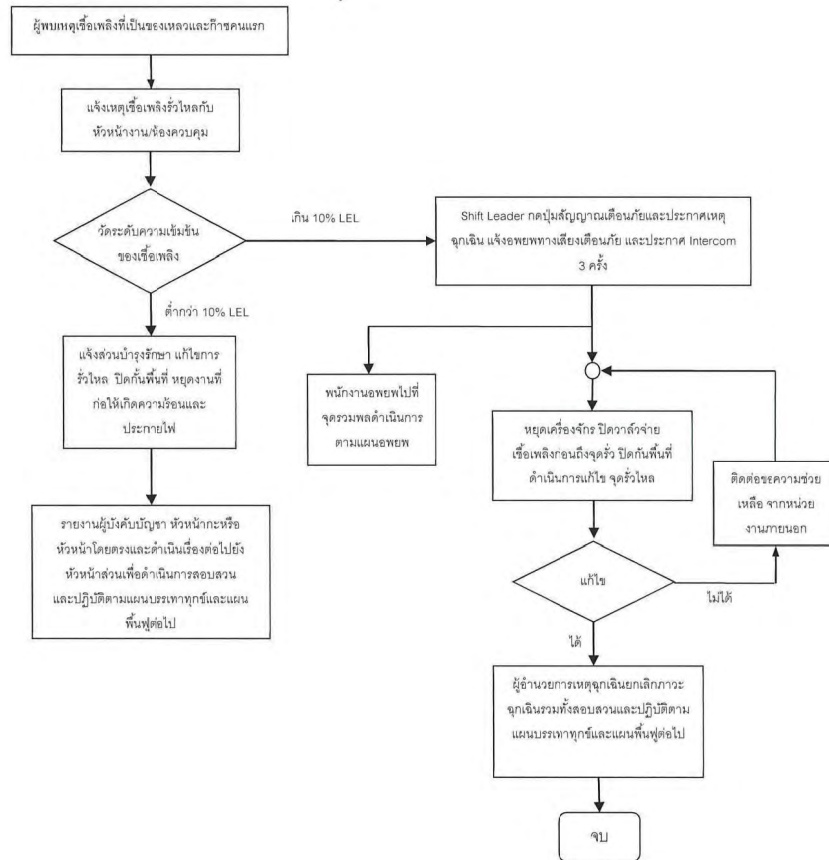 ผู้พบเหตุเชื้อเพลิงที่เป็นของเหลวและก๊าซคนแรก
แจ้งเหตุเชื้อเพลิงรั่วไหลกับ
หัวหน้างาน/ห้องควบคุม
วัดระดับความเข้มข้น
ของเชื้อเพลิง
เกิน 10% LEL
Shift Leader กดปุ่มสัญญาณเตือนภัยและประกาศเหตุ
ฉุกเฉิน แจ้งอพยพทางเสียงเตือนภัย และประกาศ Intercom
3 ครั้ง
ต่ำกว่า 10% LEL
แจ้งส่วนบำรุงรักษา แก้ไขการ
รั่วไหล ปิดกั้นพื้นที่ หยุดงานที่
ก่อให้เกิดความร้อนและ
ประกายไฟ
พนักงานอพยพไปที่
จุดรวมพลดำเนินการ
ตามแผนอพยพ
หยุดเครื่องจักร ปิดวาล์วจ่าย
เชื้อเพลิงก่อนถึงจุดรั่ว ปิดกั้นพื้นที่
ดำเนินการแก้ไข จุดรั่วไหล
ติดต่อขอความช่วย
เหลือ จากหน่วย
งานภายนอก
รายงานผู้บังคับบัญชา หัวหน้ากะหรือ
หัวหน้าโดยตรงและดำเนินเรื่องต่อไปยัง
หัวหน้าส่วนเพื่อดำเนินการสอบสวน
และปฏิบัติตามแผนบรรเทาทุกข์และแผน
พื้นฟูต่อไป
แก้ไข
ไม่ได้
ได้
ผู้อำนวยการเหตุฉุกเฉินยกเลิกภาวะ
ฉุกเฉินรวมทั้งสอบสวนและปฏิบัติตาม
แผนบรรเทาทุกข์และแผนพื้นฟูต่อไป
จบ